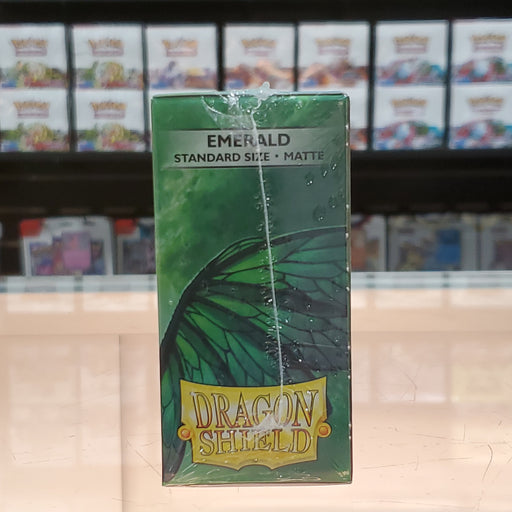 EMERALD
STANDARD SIZE • MATTE
DRAGON
SHIELD